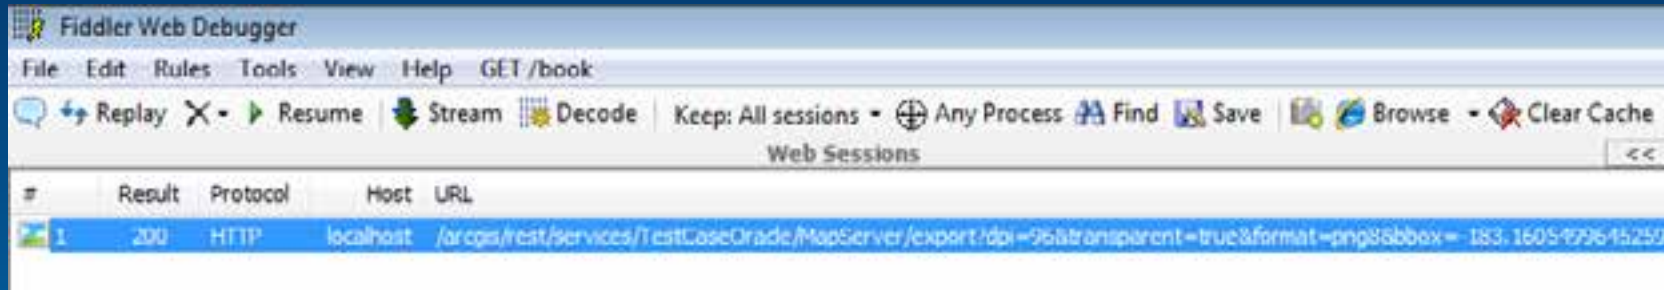 Fiddler Web Debugger
File Edit Rules Tools View Help GET /book
Replay Resume Stream Decode Keep: All sessions Any Process Find Save Browse Clear Cache
Web Sessions <<
# Result Protocol Host URL
1 200 HTTP localhost /arcgis/rest/services/TestCaseOracle/MapServer/export?dpi=96&transparent=true&format=png8&bbox=-183.1605499645259